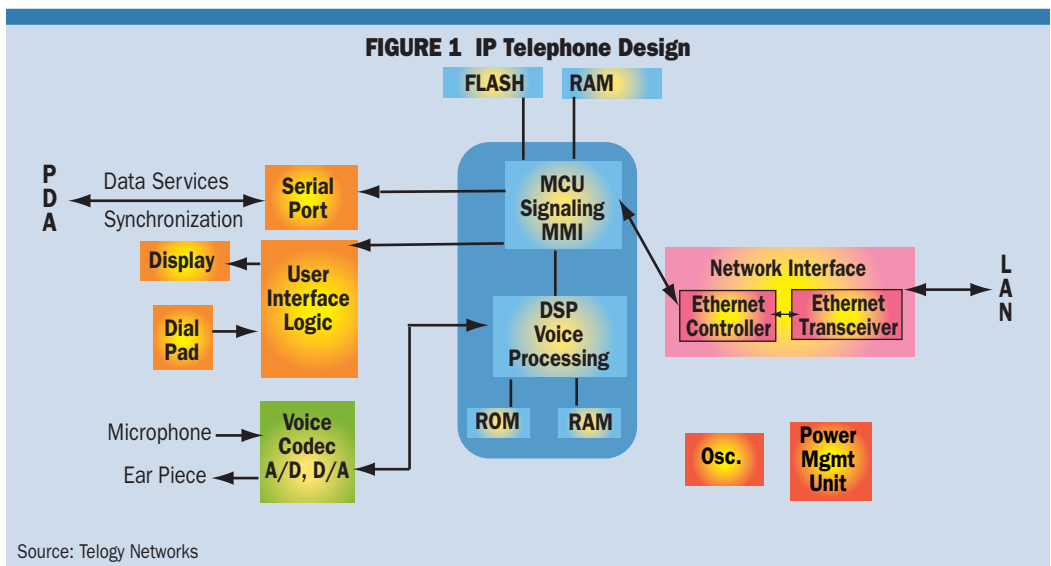 FIGURE 1 IP Telephone Design
FLASH
RAM
P
D
A
Data Services
Synchronization
Serial
Port
MCU
Signaling
MMI
Display
User
Interface
Logic
Dial
Pad
DSP
Voice
Processing
ROM
RAM
Network Interface
Ethernet
Controller
Ethernet
Transceiver
L
A
N
Microphone
Ear Piece
Voice
Codec
A/D, D/A
Osc.
Power
Mgmt
Unit
Source: Telogy Networks